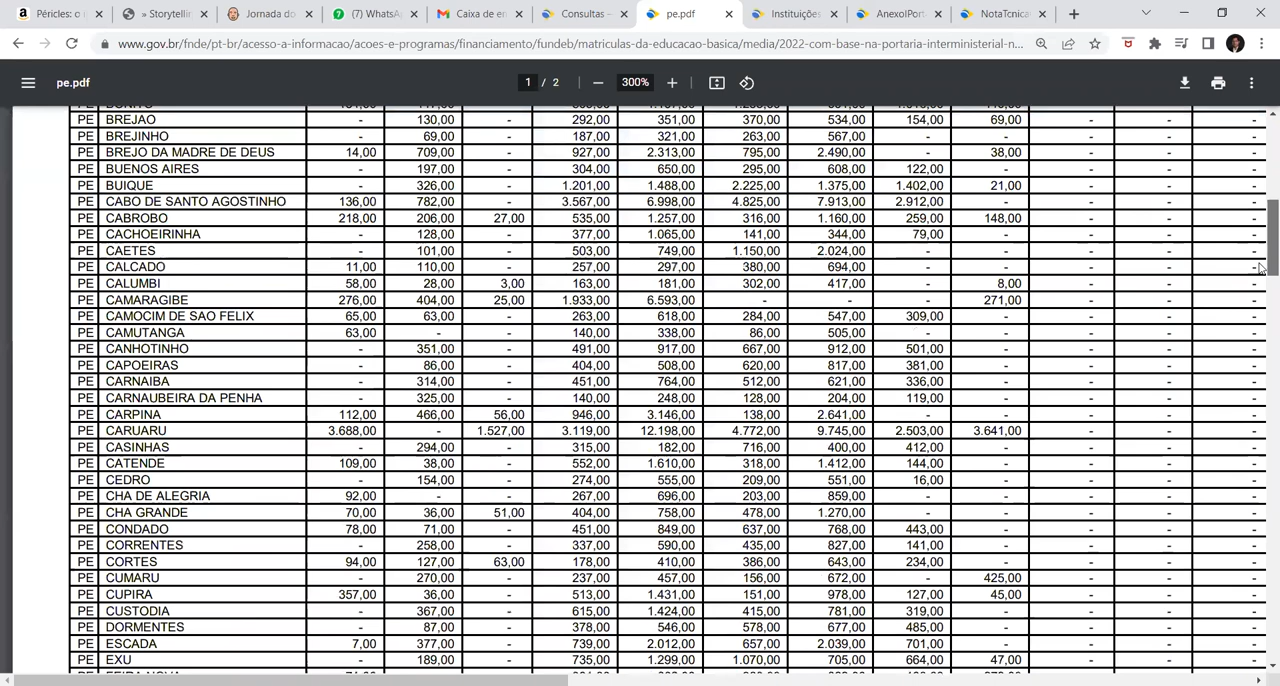 Péricles: o i
» Storytellin
Jornada do
(7) WhatsA
Caixa de en
Consultas –
pe.pdf
Instituições
AnexoIPort
NotaTcnica
www.gov.br/fnde/pt-br/acesso-a-informacao/acoes-e-programas/financiamento/fundeb/matriculas-da-educacao-basica/media/2022-com-base-na-portaria-interministerial-n...
pe.pdf 1 / 2 300%
PE BREJAO - 130,00 - 292,00 351,00 370,00 534,00 154,00 69,00 - - -
PE BREJINHO - 69,00 - 187,00 321,00 263,00 567,00 - - - - -
PE BREJO DA MADRE DE DEUS 14,00 709,00 - 927,00 2.313,00 795,00 2.490,00 - 38,00 - - -
PE BUENOS AIRES - 197,00 - 304,00 650,00 295,00 608,00 122,00 - - - -
PE BUIQUE - 326,00 - 1.201,00 1.488,00 2.225,00 1.375,00 1.402,00 21,00 - - -
PE CABO DE SANTO AGOSTINHO 136,00 782,00 - 3.567,00 6.998,00 4.825,00 7.913,00 2.912,00 - - - -
PE CABROBO 218,00 206,00 27,00 535,00 1.257,00 316,00 1.160,00 259,00 148,00 - - -
PE CACHOEIRINHA - 128,00 - 377,00 1.065,00 141,00 344,00 79,00 - - - -
PE CAETES - 101,00 - 503,00 749,00 1.150,00 2.024,00 - - - - -
PE CALCADO 11,00 110,00 - 257,00 297,00 380,00 694,00 - - - - -
PE CALUMBI 58,00 28,00 3,00 163,00 181,00 302,00 417,00 - 8,00 - - -
PE CAMARAGIBE 276,00 404,00 25,00 1.933,00 6.593,00 - - - 271,00 - - -
PE CAMOCIM DE SAO FELIX 65,00 63,00 - 263,00 618,00 284,00 547,00 309,00 - - - -
PE CAMUTANGA 63,00 - - 140,00 338,00 86,00 505,00 - - - - -
PE CANHOTINHO - 351,00 - 491,00 917,00 667,00 912,00 501,00 - - - -
PE CAPOEIRAS - 86,00 - 404,00 508,00 620,00 817,00 381,00 - - - -
PE CARNAIBA - 314,00 - 451,00 764,00 512,00 621,00 336,00 - - - -
PE CARNAUBEIRA DA PENHA - 325,00 - 140,00 248,00 128,00 204,00 119,00 - - - -
PE CARPINA 112,00 466,00 56,00 946,00 3.146,00 138,00 2.641,00 - - - - -
PE CARUARU 3.688,00 - 1.527,00 3.119,00 12.198,00 4.772,00 9.745,00 2.503,00 3.641,00 - - -
PE CASINHAS - 294,00 - 315,00 182,00 716,00 400,00 412,00 - - - -
PE CATENDE 109,00 38,00 - 552,00 1.610,00 318,00 1.412,00 144,00 - - - -
PE CEDRO - 154,00 - 274,00 555,00 209,00 551,00 16,00 - - - -
PE CHA DE ALEGRIA 92,00 - - 267,00 696,00 203,00 859,00 - - - - -
PE CHA GRANDE 70,00 36,00 51,00 404,00 758,00 478,00 1.270,00 - - - - -
PE CONDADO 78,00 71,00 - 451,00 849,00 637,00 768,00 443,00 - - - -
PE CORRENTES - 258,00 - 337,00 590,00 435,00 827,00 141,00 - - - -
PE CORTES 94,00 127,00 63,00 178,00 410,00 386,00 643,00 234,00 - - - -
PE CUMARU - 270,00 - 237,00 457,00 156,00 672,00 - 425,00 - - -
PE CUPIRA 357,00 36,00 - 513,00 1.431,00 151,00 978,00 127,00 45,00 - - -
PE CUSTODIA - 367,00 - 615,00 1.424,00 415,00 781,00 319,00 - - - -
PE DORMENTES - 87,00 - 378,00 546,00 578,00 677,00 485,00 - - - -
PE ESCADA 7,00 377,00 - 739,00 2.012,00 657,00 2.039,00 701,00 - - - -
PE EXU - 189,00 - 735,00 1.299,00 1.070,00 705,00 664,00 47,00 - - -